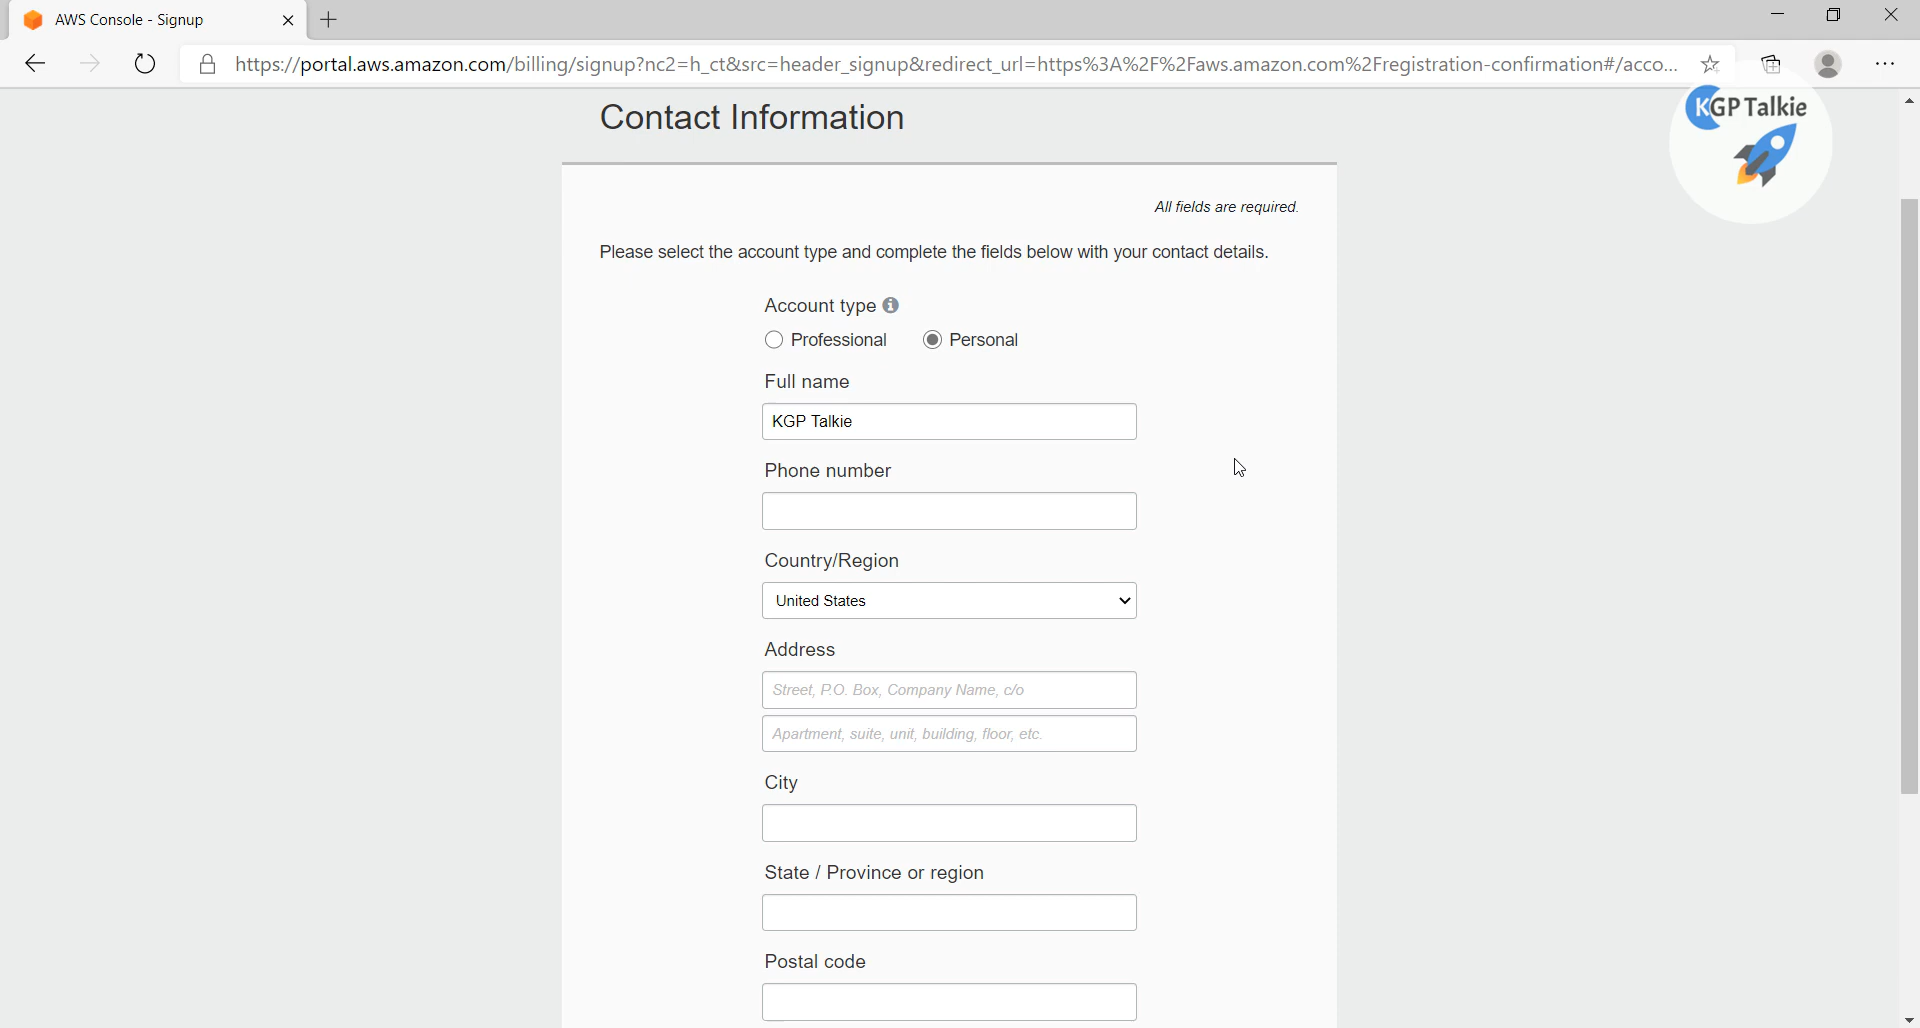 AWS Console - Signup
https://portal.aws.amazon.com/billing/signup?nc2=h_ct&src=header_signup&redirect_url=https%3A%2F%2Faws.amazon.com%2Fregistration-confirmation#/acco...
KGP Talkie
Contact Information
All fields are required.
Please select the account type and complete the fields below with your contact details.
Account type
Professional Personal
Full name
KGP Talkie
Phone number
Country/Region
United States
Address
Street, P.O. Box, Company Name, c/o
Apartment, suite, unit, building, floor, etc.
City
State / Province or region
Postal code